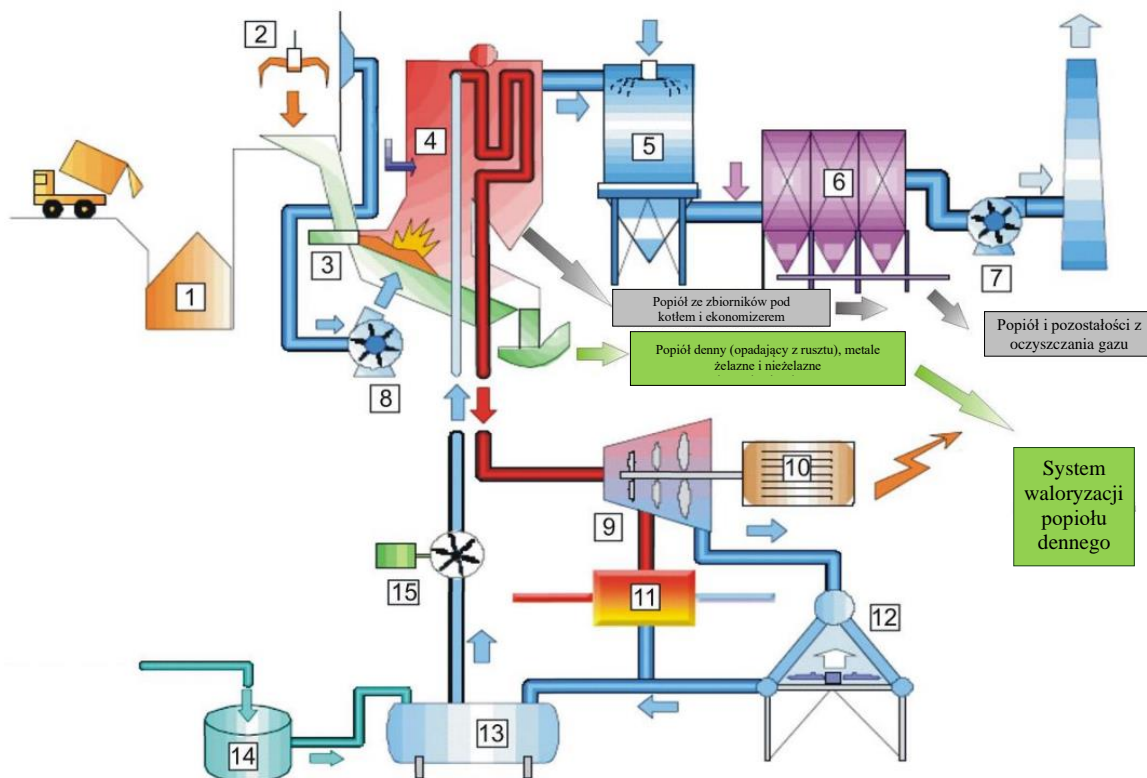 2
4
5
6
1
3
7
8
Popiół ze zbiorników pod
kotłem i ekonomizerem
Popiół i pozostałości z
oczyszczania gazu
Popiół denny (opadający z rusztu), metale
żelazne i nieżelazne
10
9
System
waloryzacji
popiołu
dennego
15
11
12
14
13